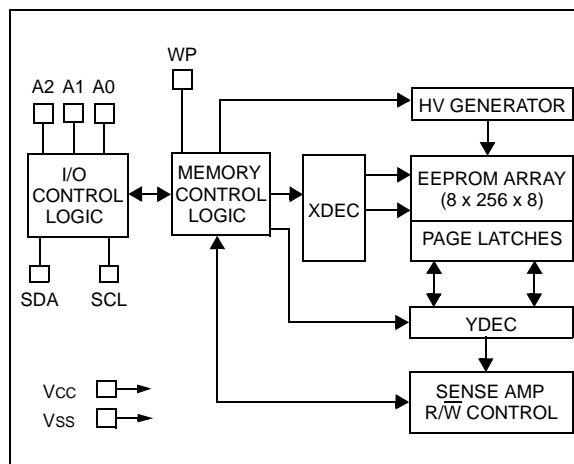 WP
A2 A1 A0
HV GENERATOR
I/O
CONTROL
LOGIC
MEMORY
CONTROL
LOGIC
XDEC
EEPROM ARRAY
(8 x 256 x 8)
PAGE LATCHES
SDA
SCL
YDEC
VCC
VSS
SENSE AMP
R/W̅ CONTROL